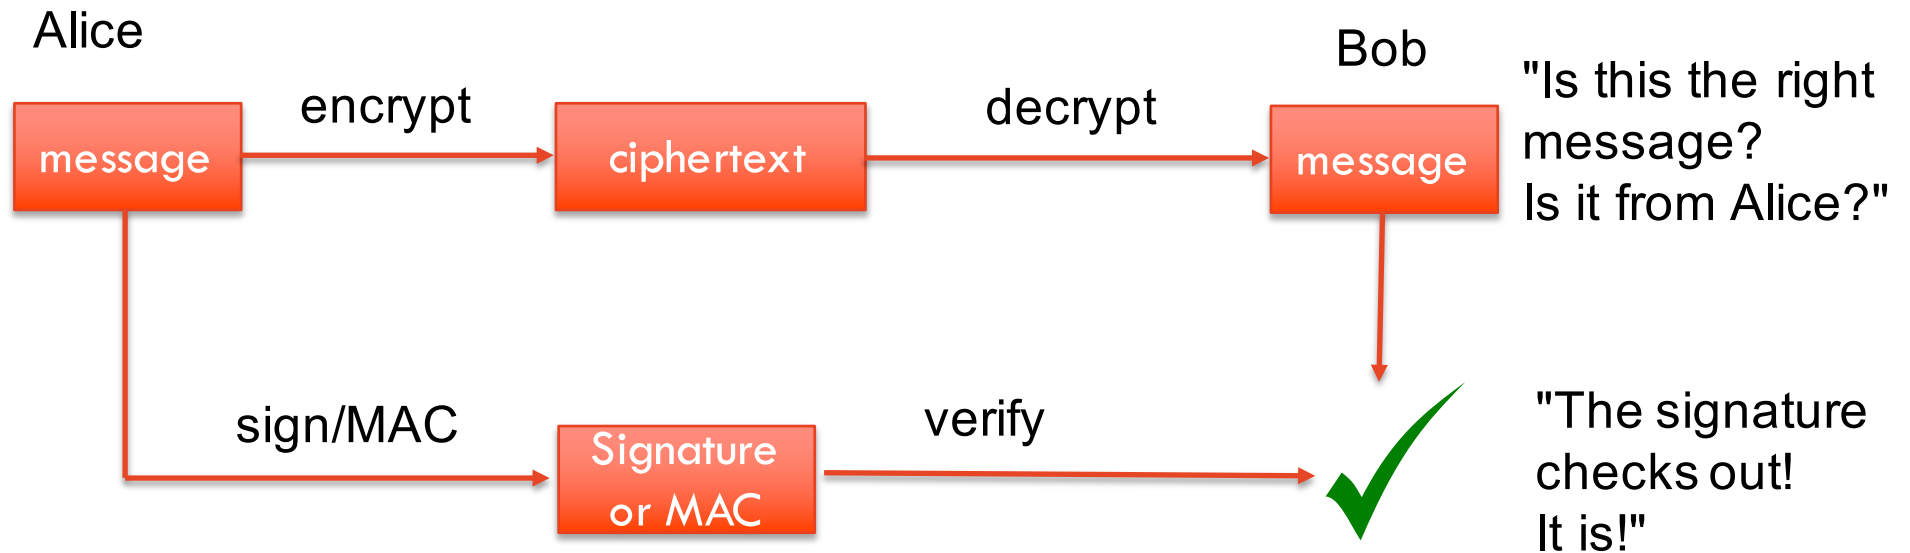 Alice
Bob
encrypt
decrypt
message
ciphertext
message
"Is this the right
message?
Is it from Alice?"
sign/MAC
Signature
or MAC
verify
"The signature
checks out!
It is!"